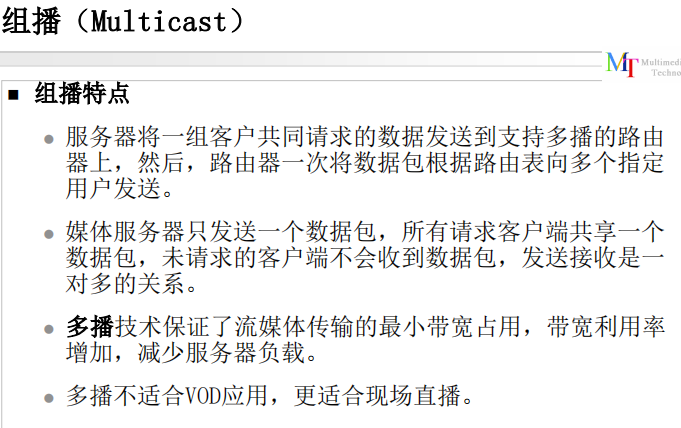 组播（Multicast）
MT Multimedi
Techno
■ 组播特点
● 服务器将一组客户共同请求的数据发送到支持多播的路由
器上，然后，路由器一次将数据包根据路由表向多个指定
用户发送。
● 媒体服务器只发送一个数据包，所有请求客户端共享一个
数据包，未请求的客户端不会收到数据包，发送接收是一
对多的关系。
● 多播技术保证了流媒体传输的最小带宽占用，带宽利用率
增加，减少服务器负载。
● 多播不适合VOD应用，更适合现场直播。